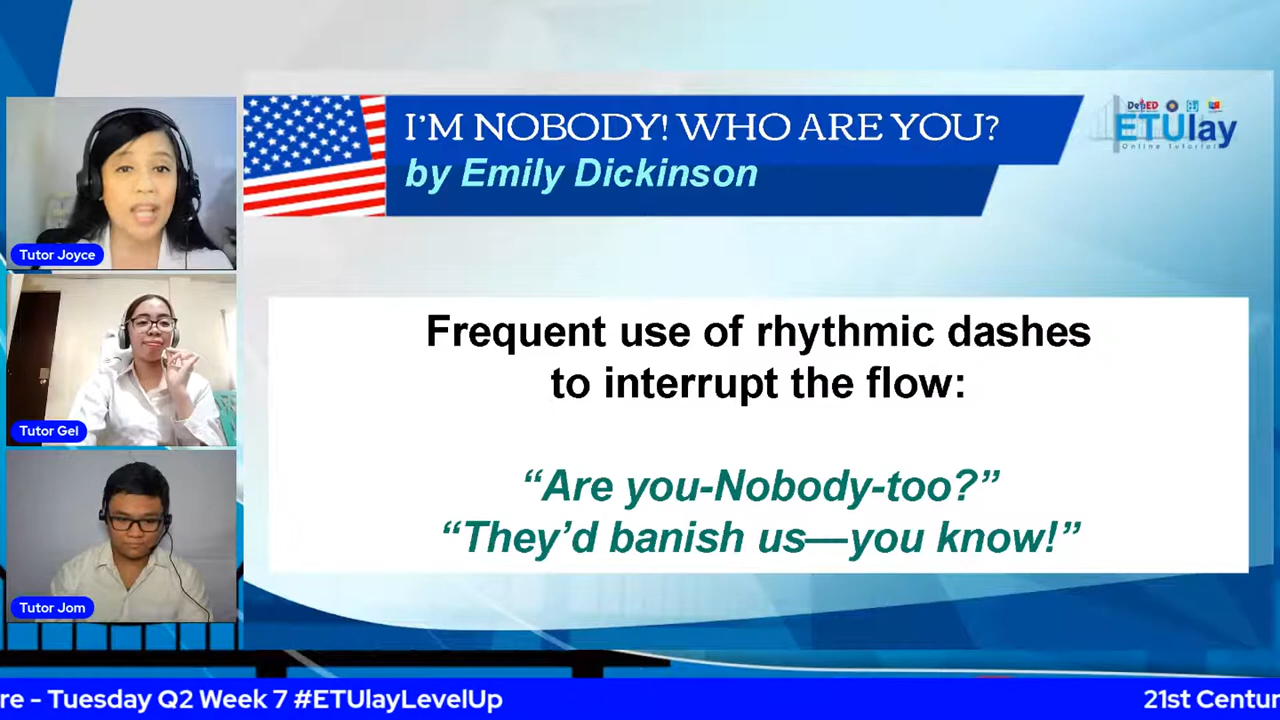 I'M NOBODY! WHO ARE YOU?
by Emily Dickinson
DepED
ETUlay
Online Tutorial
Tutor Joyce
Tutor Gel
Tutor Jom
Frequent use of rhythmic dashes
to interrupt the flow:
“Are you-Nobody-too?”
“They’d banish us—you know!”
re - Tuesday Q2 Week 7 #ETUlayLevelUp
21st Centur